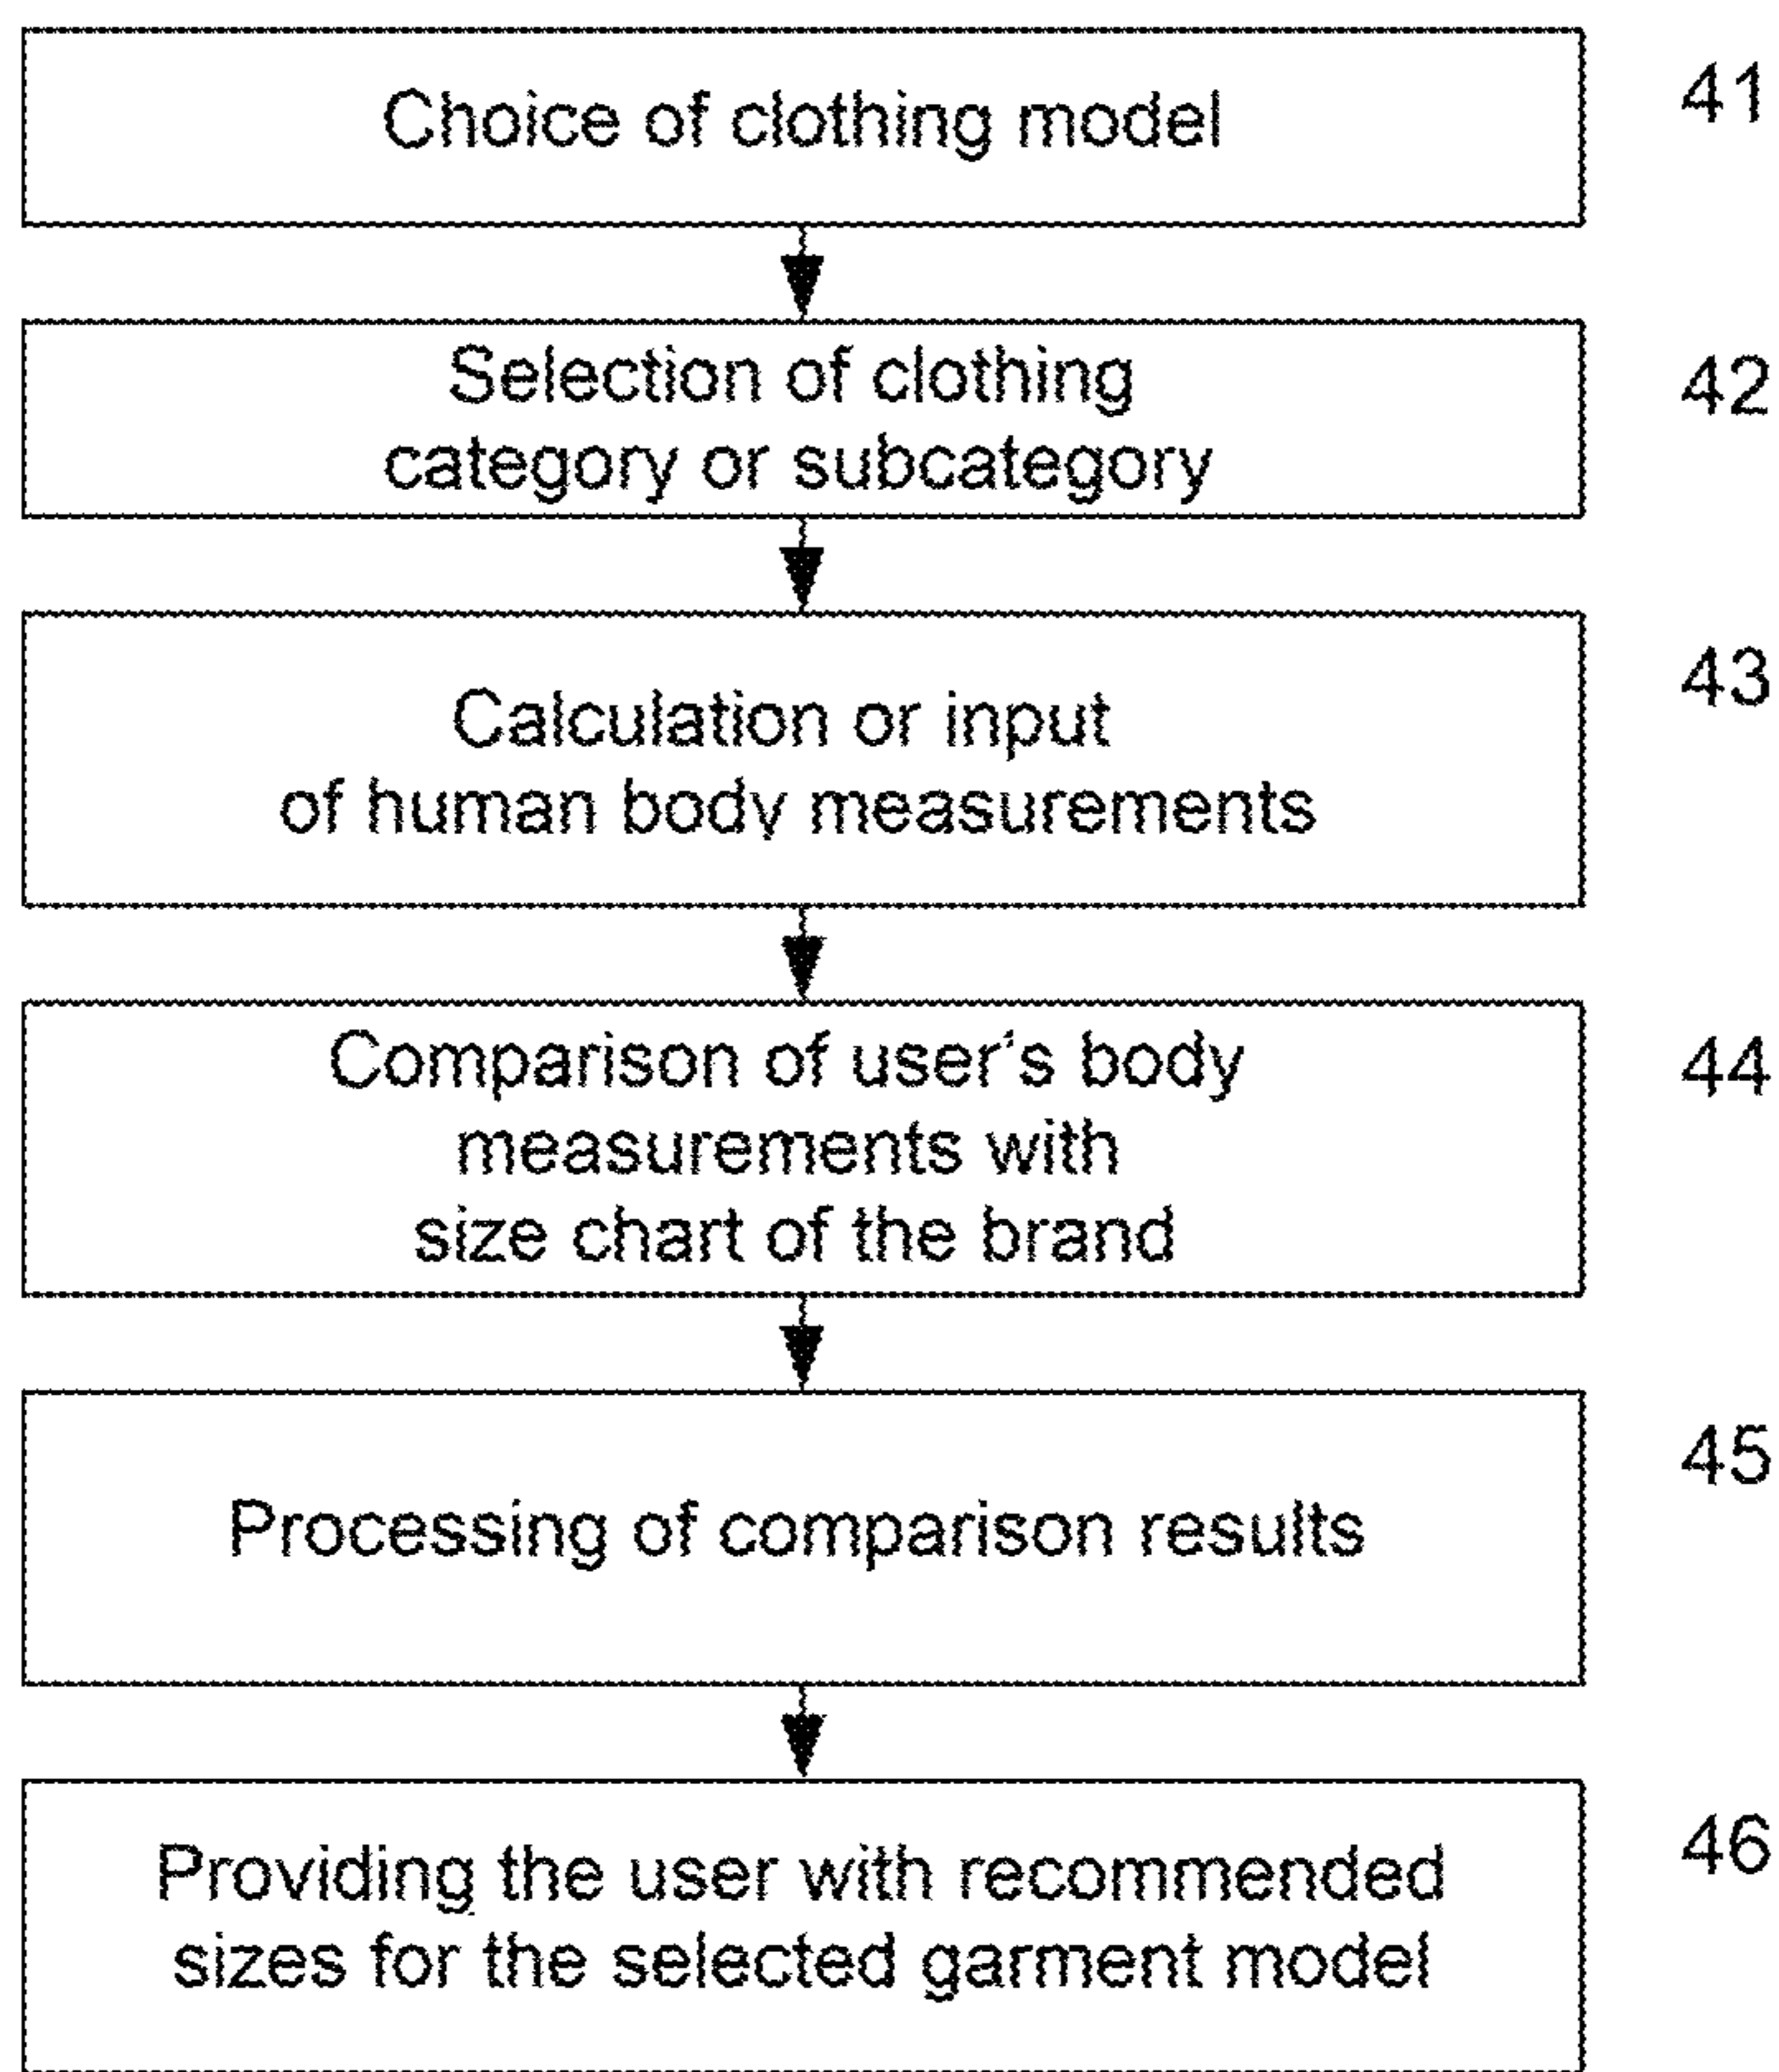 Choice of clothing model
41
Selection of clothing
category or subcategory
42
Calculation or input
of human body measurements
43
Comparison of user's body
measurements with
size chart of the brand
44
Processing of comparison results
45
Providing the user with recommended
sizes for the selected garment model
46